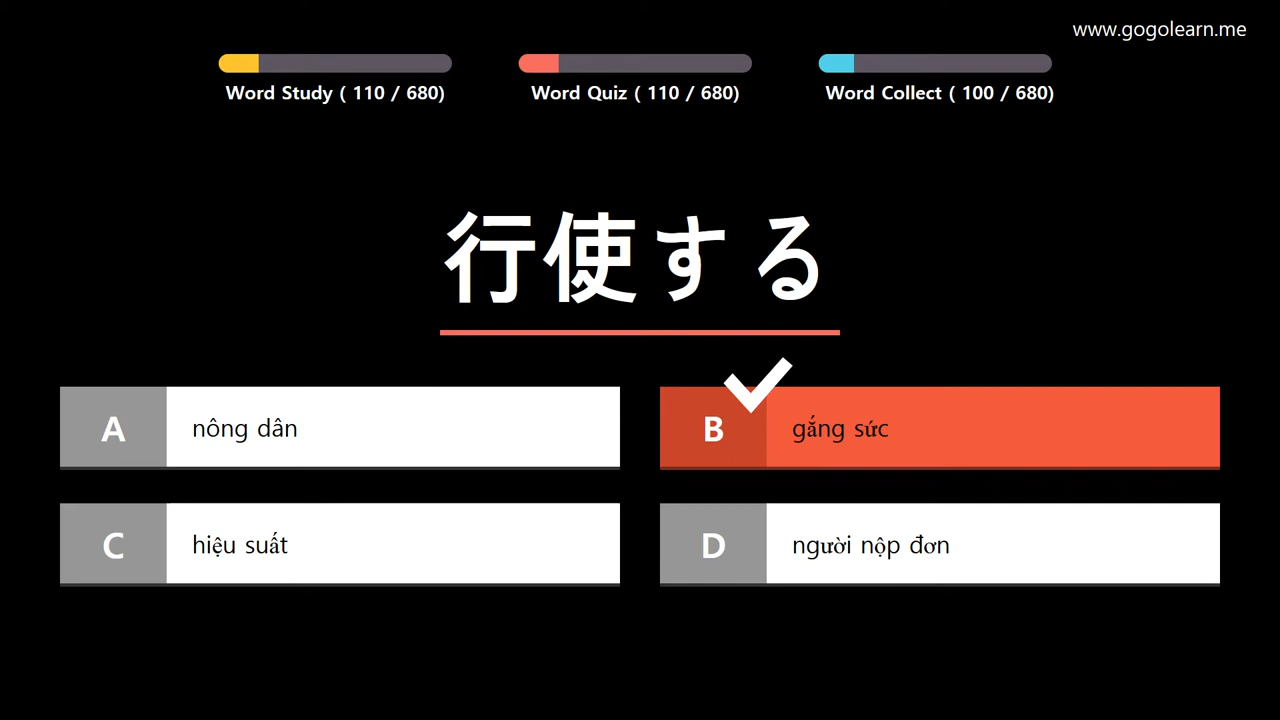 www.gogolearn.me
Word Study ( 110 / 680)
Word Quiz ( 110 / 680)
Word Collect ( 100 / 680)
行使する
A nông dân
B gắng sức
C hiệu suất
D người nộp đơn